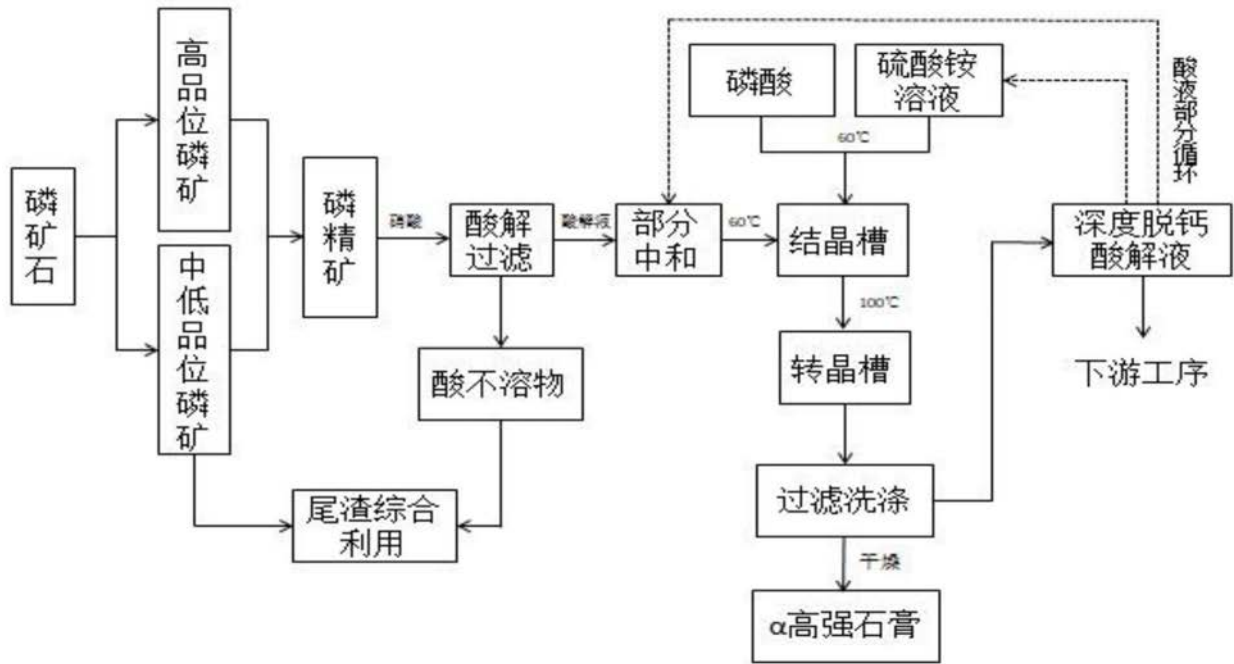 高品位磷矿
磷酸
硫酸铵
溶液
酸液部分循环
60℃
磷矿石
磷精矿
硝酸
酸解
过滤
酸解液
部分
中和
60℃
结晶槽
深度脱钙
酸解液
中低品位磷矿
100℃
酸不溶物
转晶槽
下游工序
尾渣综合
利用
过滤洗涤
干燥
α高强石膏